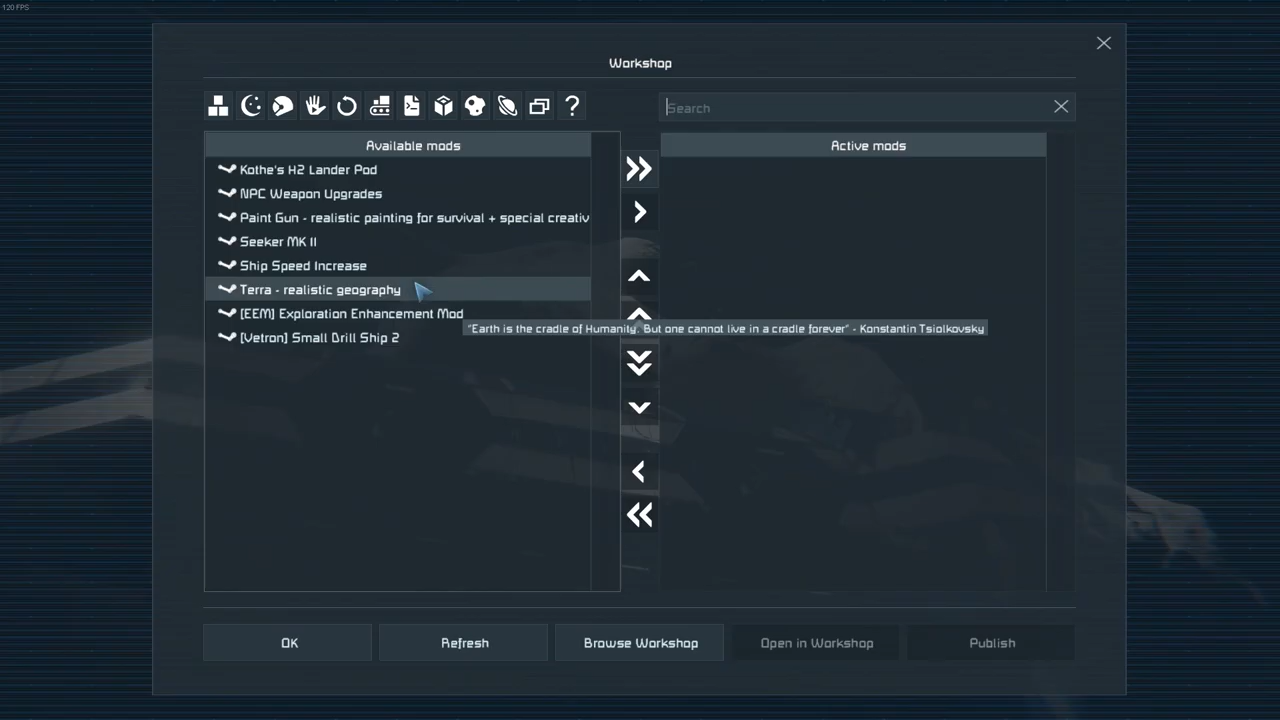 120 FPS
Workshop
Search
Available mods
Active mods
Kothe's H2 Lander Pod
NPC Weapon Upgrades
Paint Gun - realistic painting for survival + special creativ
Seeker MK II
Ship Speed Increase
Terra - realistic geography
[EEM] Exploration Enhancement Mod
"Earth is the cradle of Humanity. But one cannot live in a cradle forever" - Konstantin Tsiolkovsky
[Vetron] Small Drill Ship 2
OK
Refresh
Browse Workshop
Open in Workshop
Publish